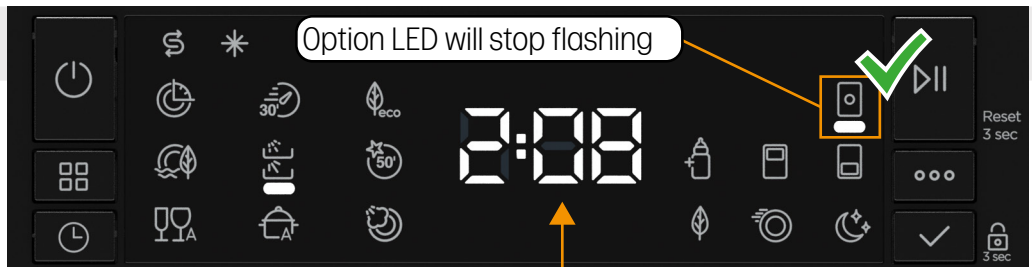 Option LED will stop flashing
30'
eco
50'
2:08
A
A
Reset
3 sec
3 sec